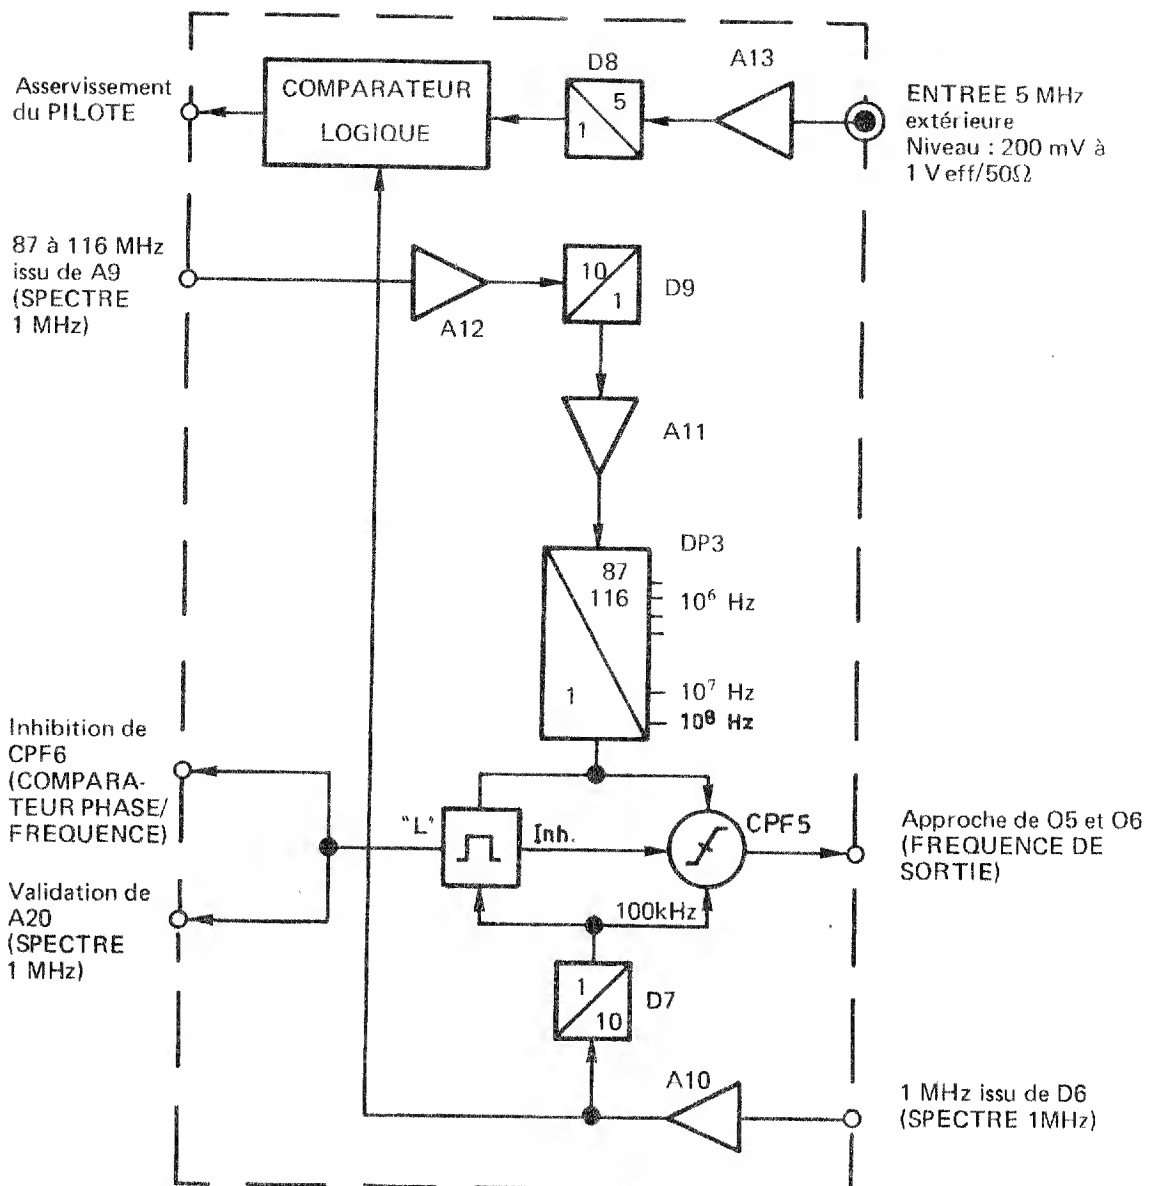 Asservissement
du PILOTE
COMPARATEUR
LOGIQUE
D8
5
1
A13
ENTREE 5 MHz
extérieure
Niveau : 200 mV à
1 V eff/50Ω
87 à 116 MHz
issu de A9
(SPECTRE
1 MHz)
A12
10
1
D9
A11
DP3
87
116
1
10⁶ Hz
10⁷ Hz
10⁸ Hz
Inhibition de
CPF6
(COMPARA-
TEUR PHASE/
FREQUENCE)
"L"
Inh.
CPF5
Approche de O5 et O6
(FREQUENCE DE
SORTIE)
Validation de
A20
(SPECTRE
1 MHz)
100kHz
1
10
D7
A10
1 MHz issu de D6
(SPECTRE 1MHz)